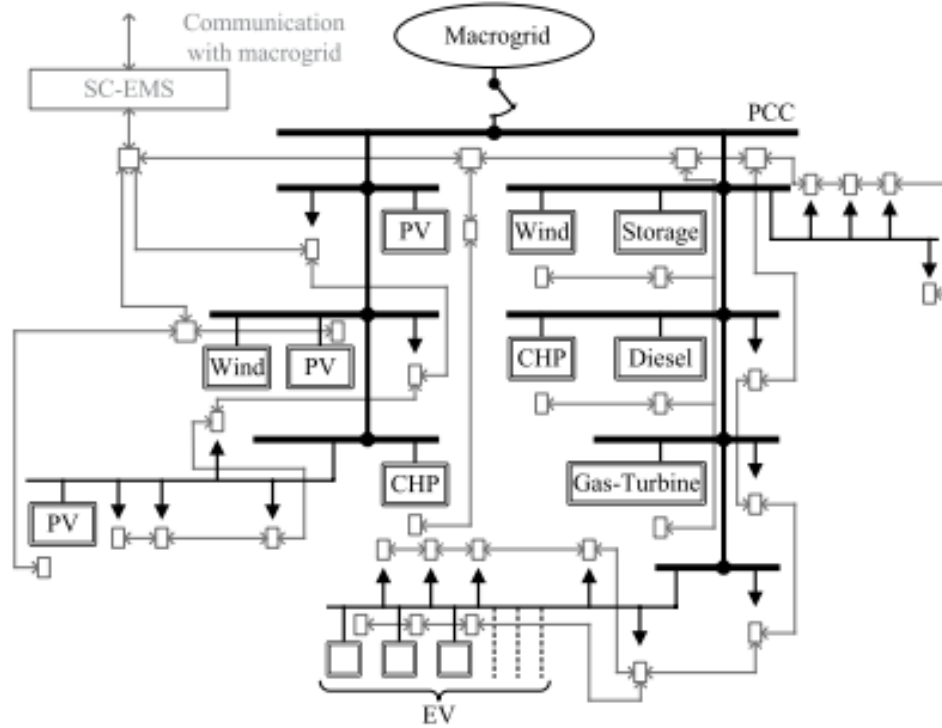 Communication
with macrogrid
Macrogrid
SC-EMS
PCC
PV
Wind
Storage
Wind
PV
CHP
Diesel
CHP
Gas-Turbine
PV
EV